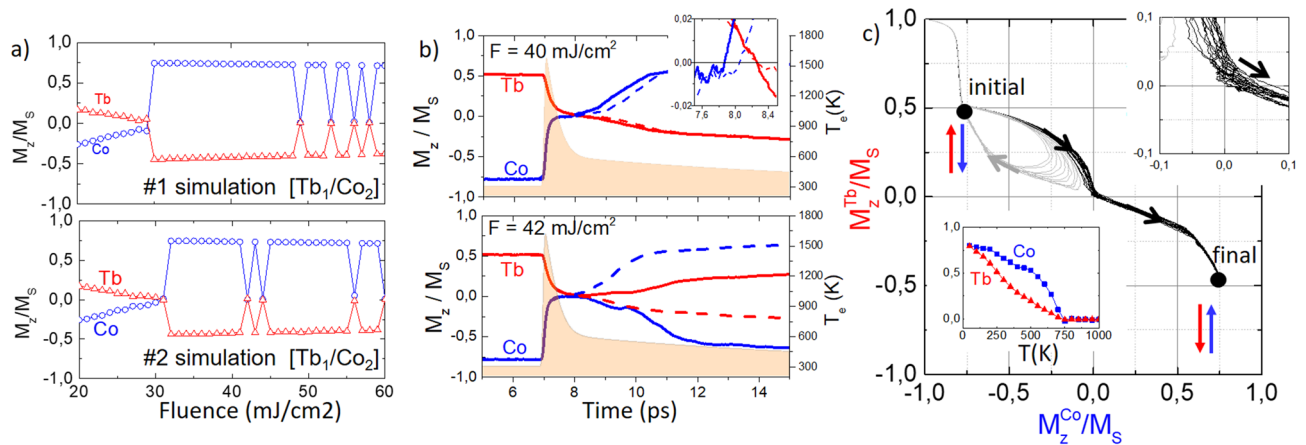 a)
1,0
0,5
0,0
-0,5
-1,0
M_z/M_S
Tb
Co
#1 simulation [Tb1/Co2]
1,0
0,5
0,0
-0,5
-1,0
M_z/M_S
Tb
Co
#2 simulation [Tb1/Co2]
20 30 40 50 60
Fluence (mJ/cm2)
b)
1,0
0,5
0,0
-0,5
-1,0
M_z / M_S
F = 40 mJ/cm²
Tb
Co
0,02
0,00
-0,02
7,6 8,0 8,4
1800
1500
1200
900
600
300
T_e(K)
1,0
0,5
0,0
-0,5
-1,0
M_z / M_S
F = 42 mJ/cm²
Tb
Co
1800
1500
1200
900
600
300
T_e(K)
6 8 10 12 14
Time (ps)
c)
1,0
0,5
0,0
-0,5
-1,0
M_z^Tb/M_S
initial
final
0,1
0,0
-0,1
-0,1 0,0 0,1
1,0
0,5
0,0
Co
Tb
0 250 500 750 1000
T(K)
-1,0 -0,5 0,0 0,5 1,0
M_z^Co/M_S